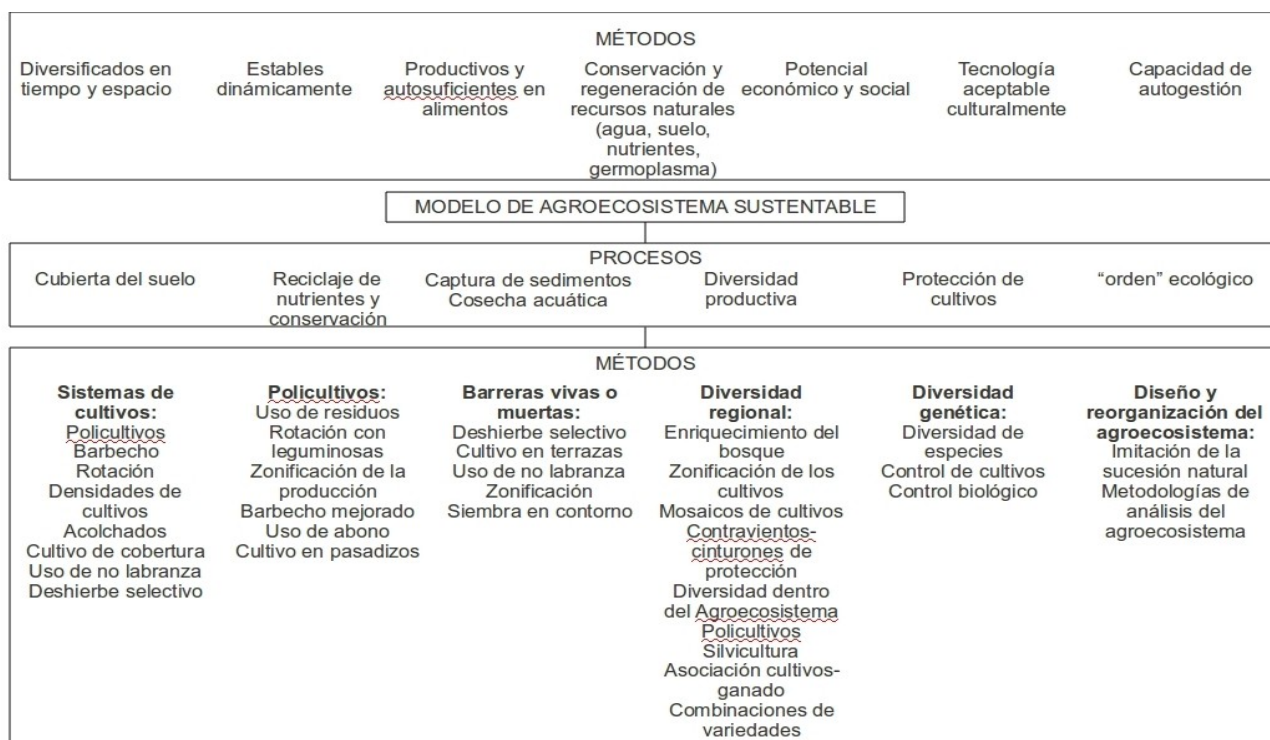 MÉTODOS
Diversificados en
tiempo y espacio
Estables
dinámicamente
Productivos y
autosuficientes en
alimentos
Conservación y
regeneración de
recursos naturales
(agua, suelo,
nutrientes,
germoplasma)
Potencial
económico y social
Tecnología
aceptable
culturalmente
Capacidad de
autogestión
MODELO DE AGROECOSISTEMA SUSTENTABLE
PROCESOS
Cubierta del suelo
Reciclaje de
nutrientes y
conservación
Captura de sedimentos
Cosecha acuática
Diversidad
productiva
Protección de
cultivos
“orden” ecológico
MÉTODOS
Sistemas de
cultivos:
Policultivos
Barbecho
Rotación
Densidades de
cultivos
Acolchados
Cultivo de cobertura
Uso de no labranza
Deshierbe selectivo
Policultivos:
Uso de residuos
Rotación con
leguminosas
Zonificación de la
producción
Barbecho mejorado
Uso de abono
Cultivo en pasadizos
Barreras vivas o
muertas:
Deshierbe selectivo
Cultivo en terrazas
Uso de no labranza
Zonificación
Siembra en contorno
Diversidad
regional:
Enriquecimiento del
bosque
Zonificación de los
cultivos
Mosaicos de cultivos
Contravientos-
cinturones de
protección
Diversidad dentro
del Agroecosistema
Policultivos
Silvicultura
Asociación cultivos-
ganado
Combinaciones de
variedades
Diversidad
genética:
Diversidad de
especies
Control de cultivos
Control biológico
Diseño y
reorganización del
agroecosistema:
Imitación de la
sucesión natural
Metodologías de
análisis del
agroecosistema